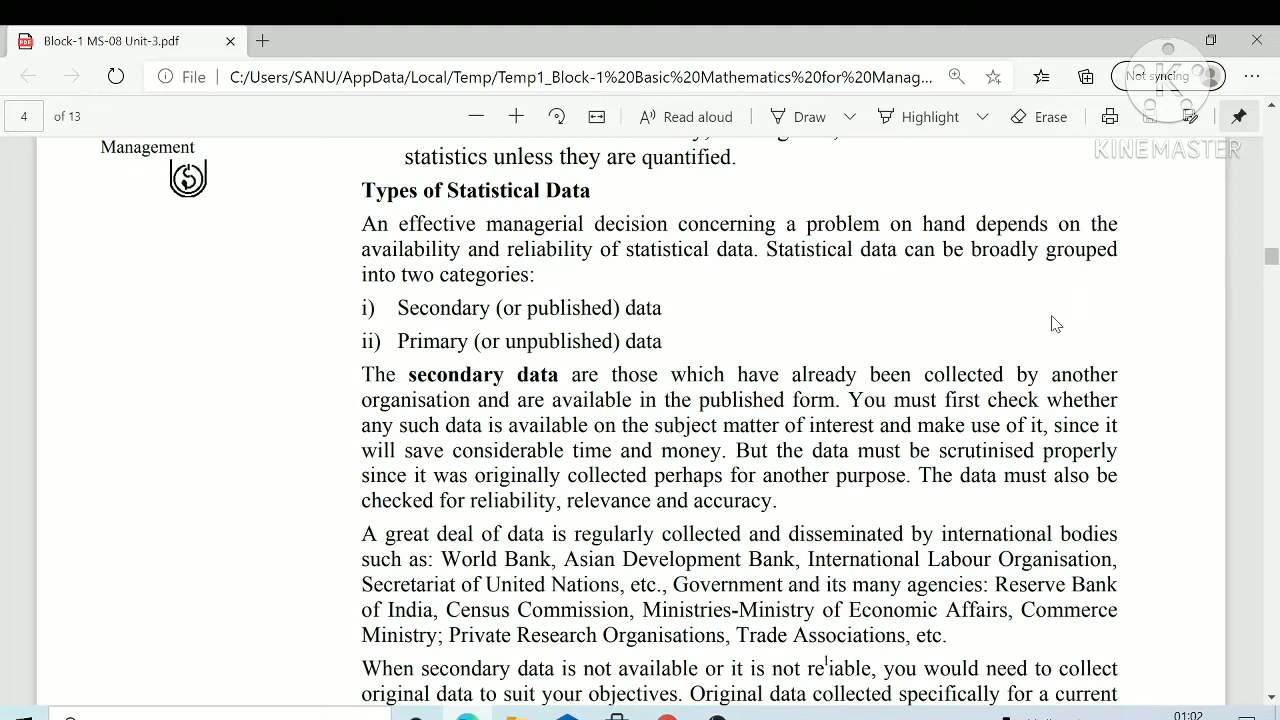 Block-1 MS-08 Unit-3.pdf
File
C:/Users/SANU/AppData/Local/Temp/Temp1_Block-1%20Basic%20Mathematics%20for%20Manag...
Not syncing
4 of 13
Read aloud
Draw
Highlight
Erase
K
KINEMASTER
Management
statistics unless they are quantified.
Types of Statistical Data
An effective managerial decision concerning a problem on hand depends on the
availability and reliability of statistical data. Statistical data can be broadly grouped
into two categories:
i) Secondary (or published) data
ii) Primary (or unpublished) data
The secondary data are those which have already been collected by another
organisation and are available in the published form. You must first check whether
any such data is available on the subject matter of interest and make use of it, since it
will save considerable time and money. But the data must be scrutinised properly
since it was originally collected perhaps for another purpose. The data must also be
checked for reliability, relevance and accuracy.
A great deal of data is regularly collected and disseminated by international bodies
such as: World Bank, Asian Development Bank, International Labour Organisation,
Secretariat of United Nations, etc., Government and its many agencies: Reserve Bank
of India, Census Commission, Ministries-Ministry of Economic Affairs, Commerce
Ministry; Private Research Organisations, Trade Associations, etc.
When secondary data is not available or it is not reliable, you would need to collect
original data to suit your objectives. Original data collected specifically for a current
01:02